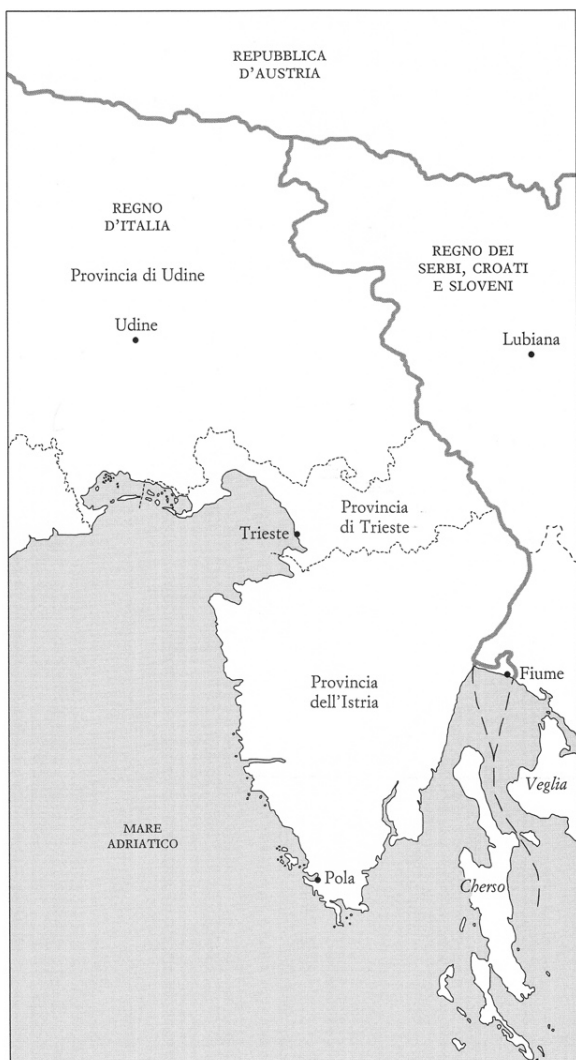 REPUBBLICA
D'AUSTRIA
REGNO
D'ITALIA
REGNO DEI
SERBI, CROATI
E SLOVENI
Provincia di Udine
Udine
Lubiana
Provincia
di Trieste
Trieste
Fiume
Provincia
dell'Istria
Veglia
MARE
ADRIATICO
Pola
Cherso